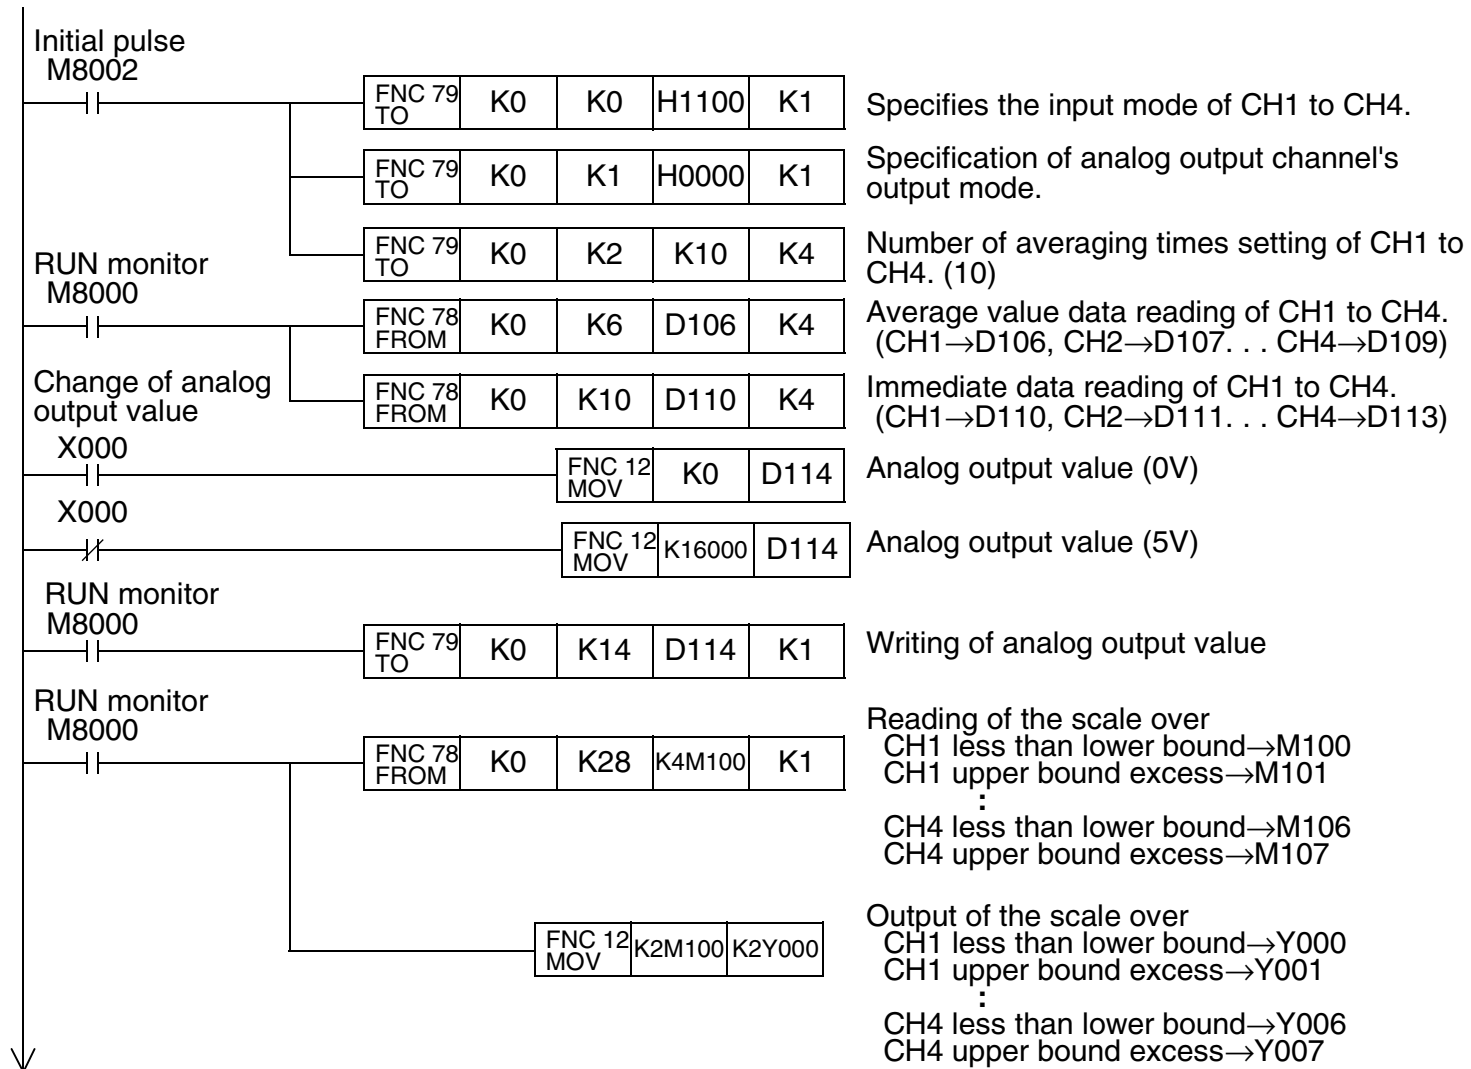 Initial pulse
M8002
FNC 79 TO K0 K0 H1100 K1 Specifies the input mode of CH1 to CH4.
FNC 79 TO K0 K1 H0000 K1 Specification of analog output channel's
output mode.
FNC 79 TO K0 K2 K10 K4 Number of averaging times setting of CH1 to
CH4. (10)
RUN monitor
M8000
FNC 78 FROM K0 K6 D106 K4 Average value data reading of CH1 to CH4.
(CH1→D106, CH2→D107. . . CH4→D109)
FNC 78 FROM K0 K10 D110 K4 Immediate data reading of CH1 to CH4.
(CH1→D110, CH2→D111. . . CH4→D113)
Change of analog
output value
X000
FNC 12 MOV K0 D114 Analog output value (0V)
X000
FNC 12 MOV K16000 D114 Analog output value (5V)
RUN monitor
M8000
FNC 79 TO K0 K14 D114 K1 Writing of analog output value
RUN monitor
M8000
FNC 78 FROM K0 K28 K4M100 K1
Reading of the scale over
CH1 less than lower bound→M100
CH1 upper bound excess→M101
:
CH4 less than lower bound→M106
CH4 upper bound excess→M107
FNC 12 MOV K2M100 K2Y000
Output of the scale over
CH1 less than lower bound→Y000
CH1 upper bound excess→Y001
:
CH4 less than lower bound→Y006
CH4 upper bound excess→Y007